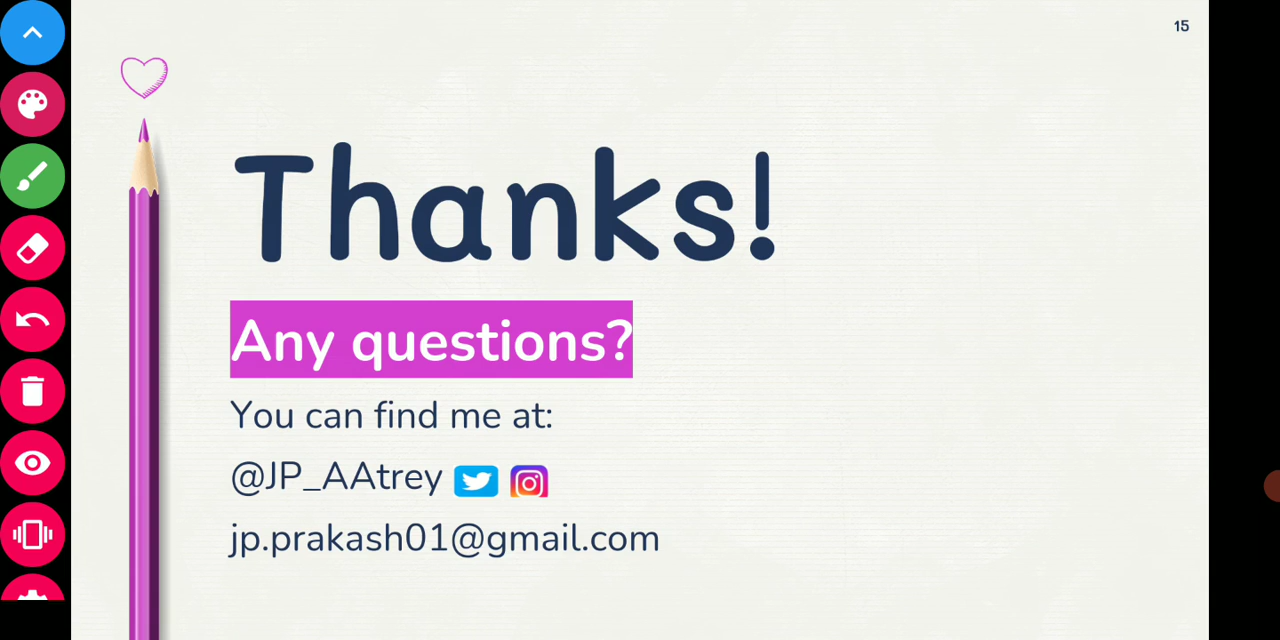 15
Thanks!
Any questions?
You can find me at:
@JP_AAtrey
jp.prakash01@gmail.com